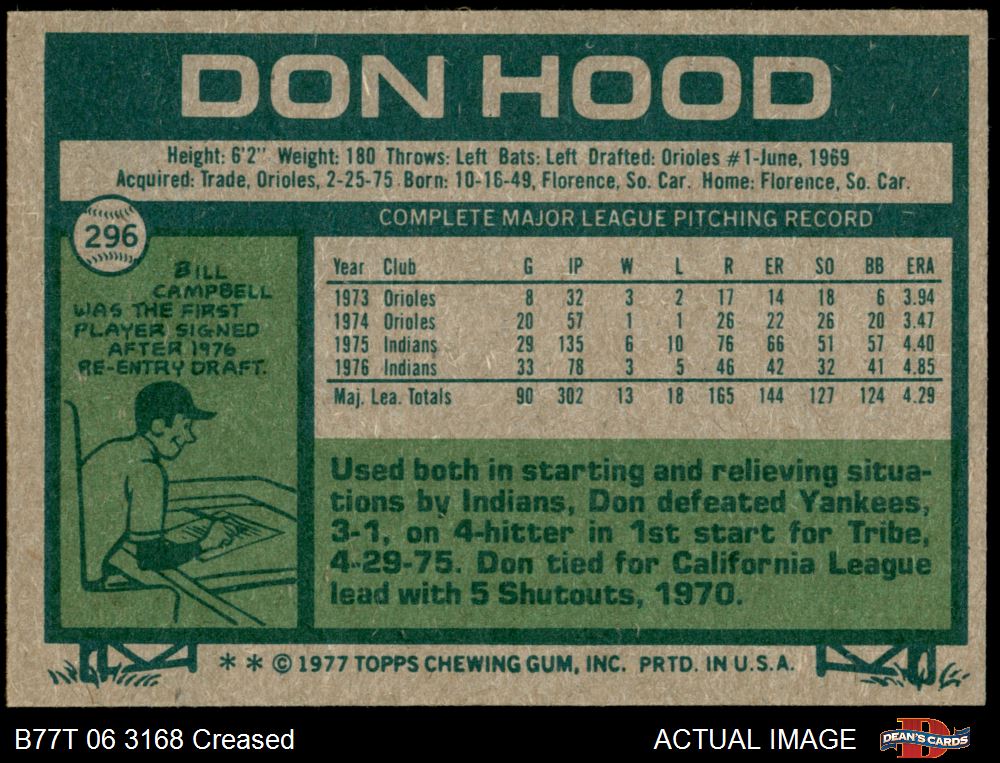 DON HOOD
Height: 6'2" Weight: 180 Throws: Left Bats: Left Drafted: Orioles #1-June, 1969
Acquired: Trade, Orioles, 2-25-75 Born: 10-16-49, Florence, So. Car. Home: Florence, So. Car.
COMPLETE MAJOR LEAGUE PITCHING RECORD
296
BILL
CAMPBELL
WAS THE FIRST
PLAYER SIGNED
AFTER 1976
RE-ENTRY DRAFT.
Year Club G IP W L R ER SO BB ERA
1973 Orioles 8 32 3 2 17 14 18 6 3.94
1974 Orioles 20 57 1 1 26 22 26 20 3.47
1975 Indians 29 135 6 10 76 66 51 57 4.40
1976 Indians 33 78 3 5 46 42 32 41 4.85
Maj. Lea. Totals 90 302 13 18 165 144 127 124 4.29
Used both in starting and relieving situa-
tions by Indians, Don defeated Yankees,
3-1, on 4-hitter in 1st start for Tribe,
4-29-75. Don tied for California League
lead with 5 Shutouts, 1970.
* * © 1977 TOPPS CHEWING GUM, INC. PRTD. IN U.S.A.
B77T 06 3168 Creased
ACTUAL IMAGE
DEAN'S CARDS